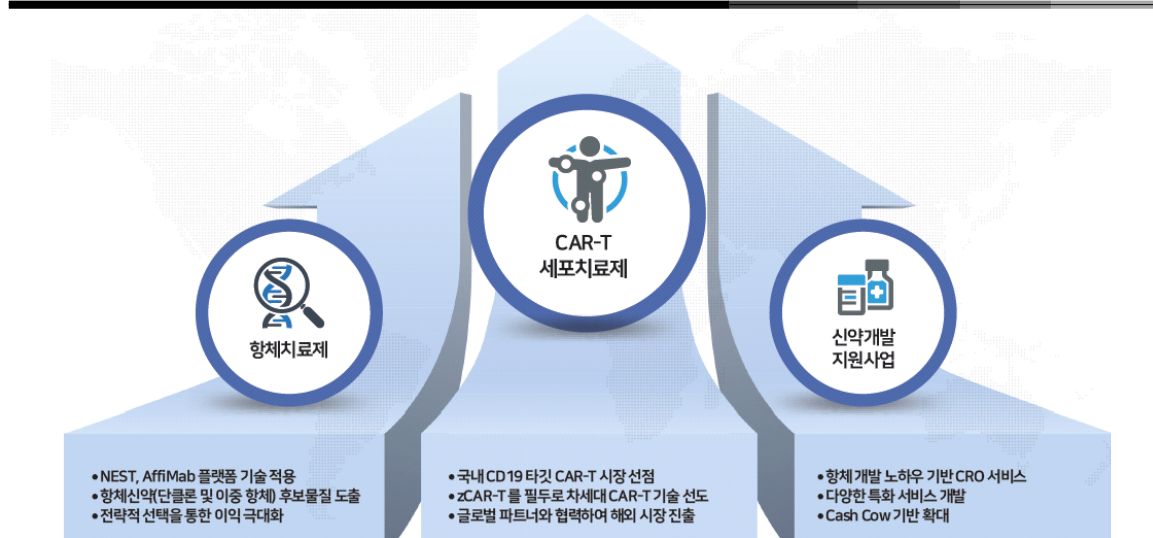 항체치료제
CAR-T
세포치료제
신약개발
지원사업
• NEST, AffiMab 플랫폼 기술 적용
• 항체신약(단클론 및 이중 항체) 후보물질 도출
• 전략적 선택을 통한 이익 극대화
• 국내 CD19 타깃 CAR-T 시장 선점
• zCAR-T를 필두로 차세대 CAR-T 기술 선도
• 글로벌 파트너와 협력하여 해외 시장 진출
• 항체 개발 노하우 기반 CRO 서비스
• 다양한 특화 서비스 개발
• Cash Cow 기반 확대